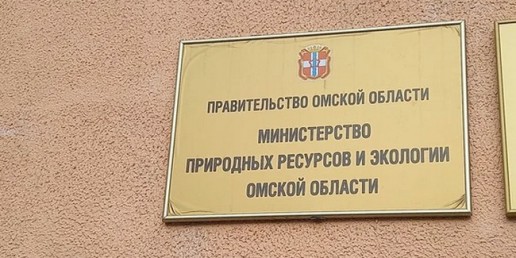 ПРАВИТЕЛЬСТВО ОМСКОЙ ОБЛАСТИ
МИНИСТЕРСТВО
ПРИРОДНЫХ РЕСУРСОВ И ЭКОЛОГИИ
ОМСКОЙ ОБЛАСТИ